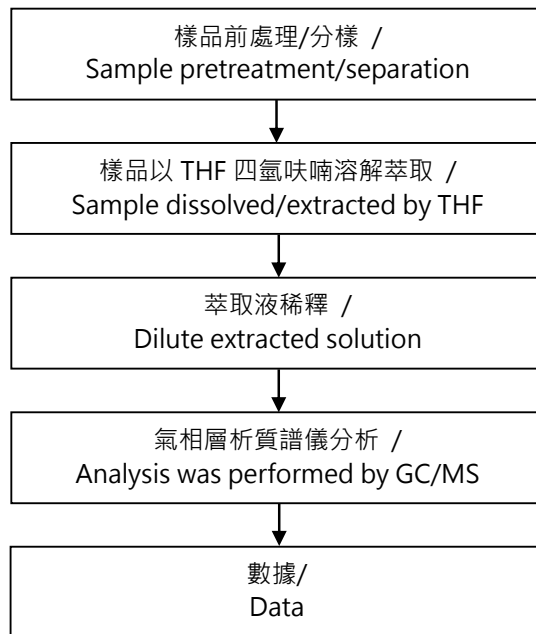 樣品前處理/分樣 /
Sample pretreatment/separation
樣品以 THF 四氫呋喃溶解萃取 /
Sample dissolved/extracted by THF
萃取液稀釋 /
Dilute extracted solution
氣相層析質譜儀分析 /
Analysis was performed by GC/MS
數據/
Data